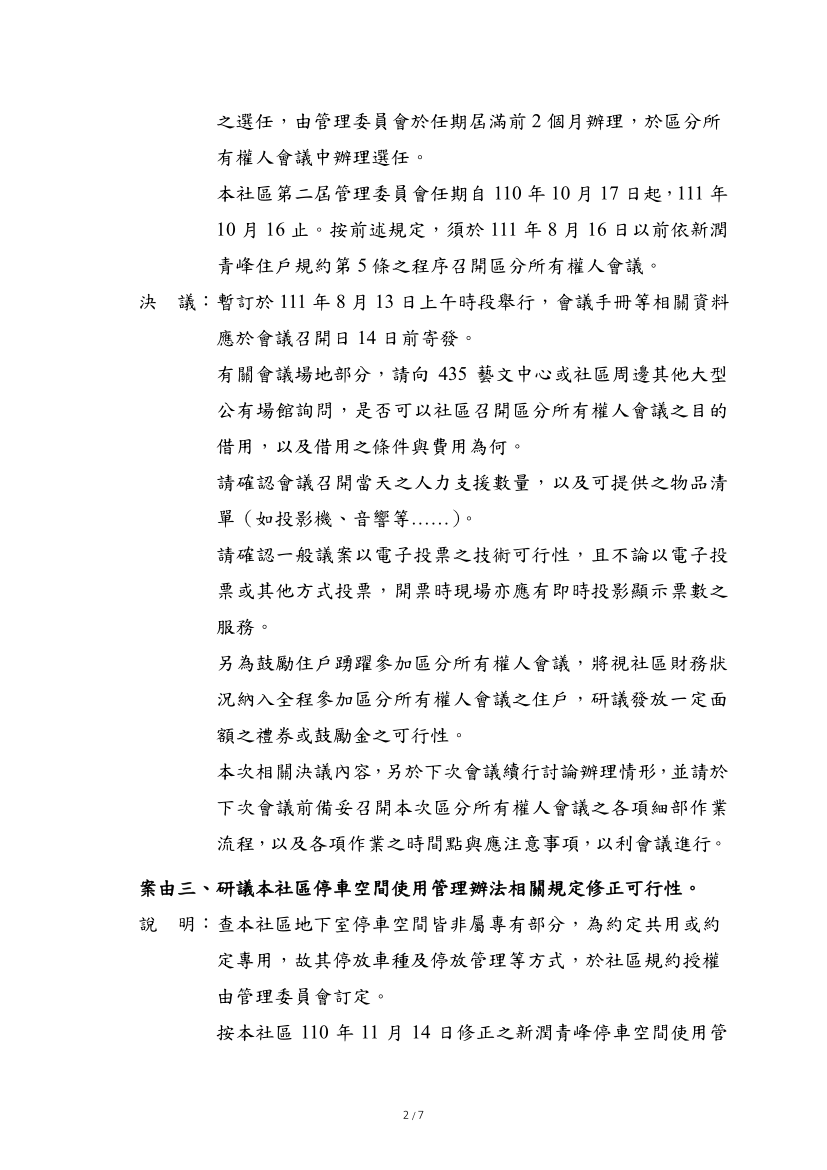 之選任，由管理委員會於任期屆滿前 2 個月辦理，於區分所
有權人會議中辦理選任。
本社區第二屆管理委員會任期自 110 年 10 月 17 日起，111 年
10 月 16 止。按前述規定，須於 111 年 8 月 16 日以前依新潤
青峰住戶規約第 5 條之程序召開區分所有權人會議。
決　議：暫訂於 111 年 8 月 13 日上午時段舉行，會議手冊等相關資料
應於會議召開日 14 日前寄發。
有關會議場地部分，請向 435 藝文中心或社區周邊其他大型
公有場館詢問，是否可以社區召開區分所有權人會議之目的
借用，以及借用之條件與費用為何。
請確認會議召開當天之人力支援數量，以及可提供之物品清
單（如投影機、音響等……）。
請確認一般議案以電子投票之技術可行性，且不論以電子投
票或其他方式投票，開票時現場亦應有即時投影顯示票數之
服務。
另為鼓勵住戶踴躍參加區分所有權人會議，將視社區財務狀
況納入全程參加區分所有權人會議之住戶，研議發放一定面
額之禮券或鼓勵金之可行性。
本次相關決議內容，另於下次會議續行討論辦理情形，並請於
下次會議前備妥召開本次區分所有權人會議之各項細部作業
流程，以及各項作業之時間點與應注意事項，以利會議進行。
案由三、研議本社區停車空間使用管理辦法相關規定修正可行性。
說　明：查本社區地下室停車空間皆非屬專有部分，為約定共用或約
定專用，故其停放車種及停放管理等方式，於社區規約授權
由管理委員會訂定。
按本社區 110 年 11 月 14 日修正之新潤青峰停車空間使用管
2 / 7